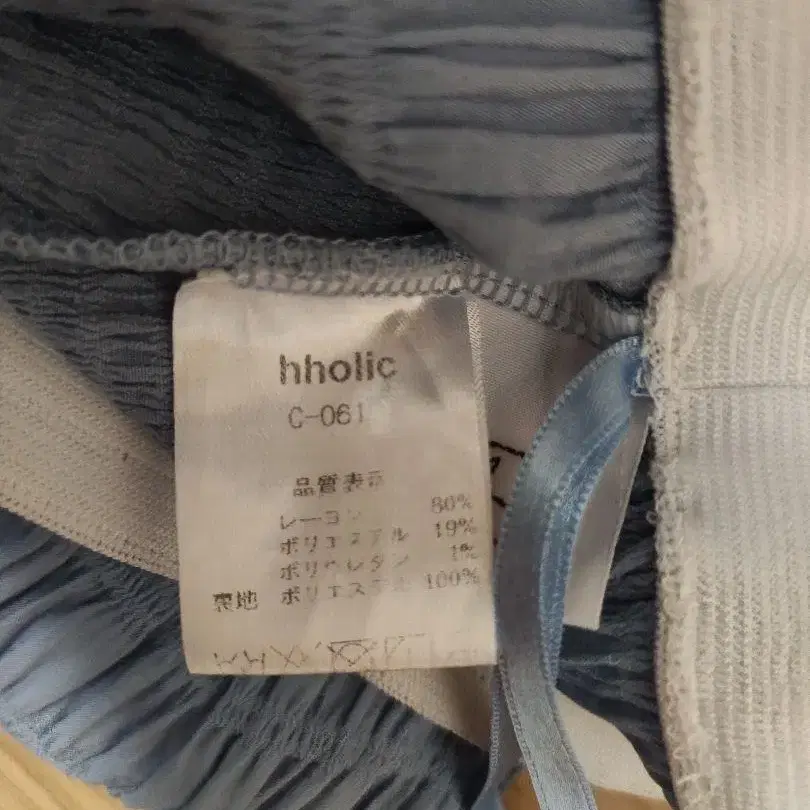 hholic
C-061
品質表示
レーヨン 80%
ポリエステル 19%
ポリウレタン 1%
裏地 ポリエステル 100%